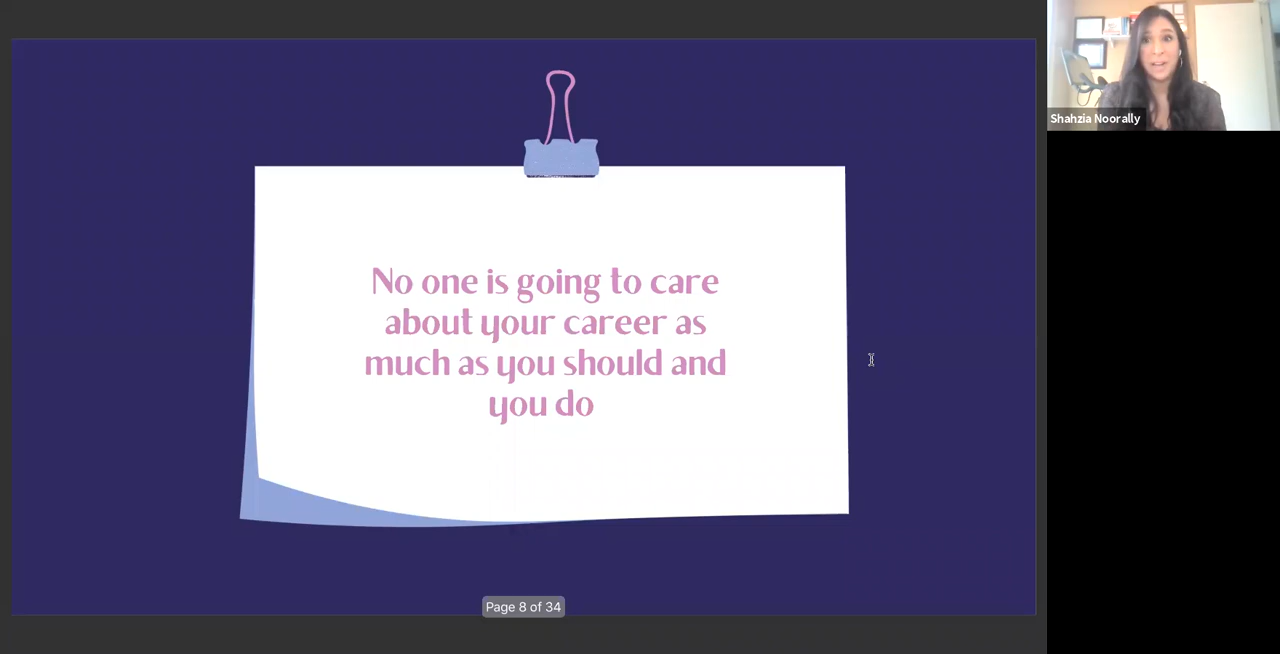 No one is going to care
about your career as
much as you should and
you do
Page 8 of 34
Shahzia Noorally